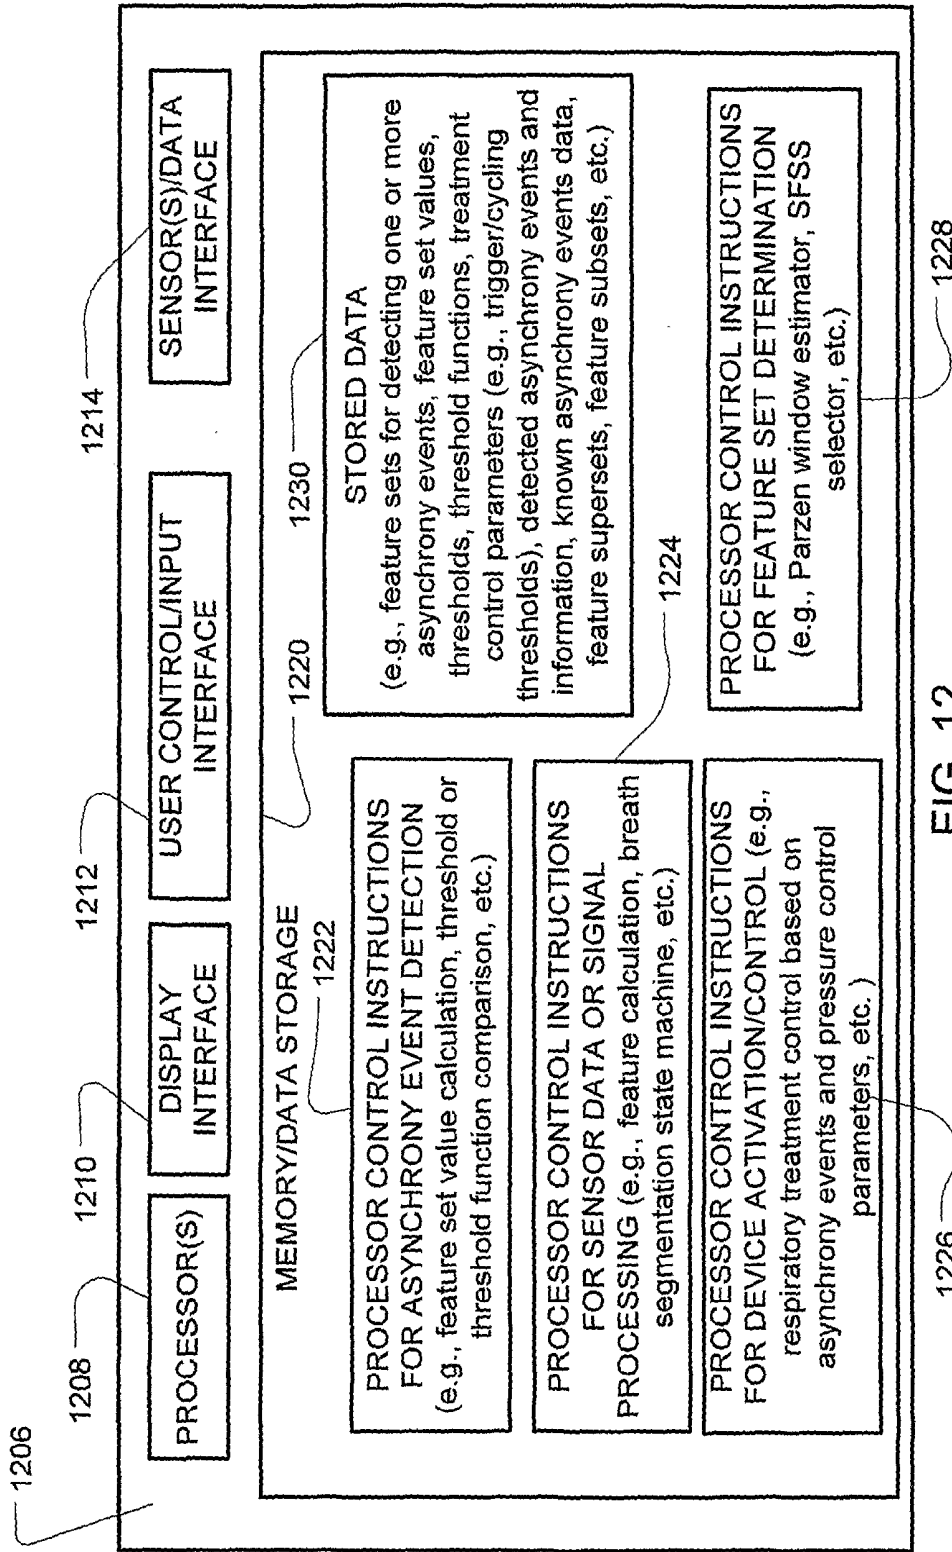 1206
1208
PROCESSOR(S)
1210
DISPLAY
INTERFACE
1212
USER CONTROL/INPUT
INTERFACE
1214
SENSOR(S)/DATA
INTERFACE
MEMORY/DATA STORAGE
1220
1222
PROCESSOR CONTROL INSTRUCTIONS
FOR ASYNCHRONY EVENT DETECTION
(e.g., feature set value calculation, threshold or
threshold function comparison, etc.)
1224
PROCESSOR CONTROL INSTRUCTIONS
FOR SENSOR DATA OR SIGNAL
PROCESSING (e.g., feature calculation, breath
segmentation state machine, etc.)
PROCESSOR CONTROL INSTRUCTIONS
FOR DEVICE ACTIVATION/CONTROL (e.g.,
respiratory treatment control based on
asynchrony events and pressure control
parameters, etc. )
1226
1230
STORED DATA
(e.g., feature sets for detecting one or more
asynchrony events, feature set values,
thresholds, threshold functions, treatment
control parameters (e.g., trigger/cycling
thresholds), detected asynchrony events and
information, known asynchrony events data,
feature supersets, feature subsets, etc.)
PROCESSOR CONTROL INSTRUCTIONS
FOR FEATURE SET DETERMINATION
(e.g., Parzen window estimator, SFSS
selector, etc.)
1228
FIG. 12